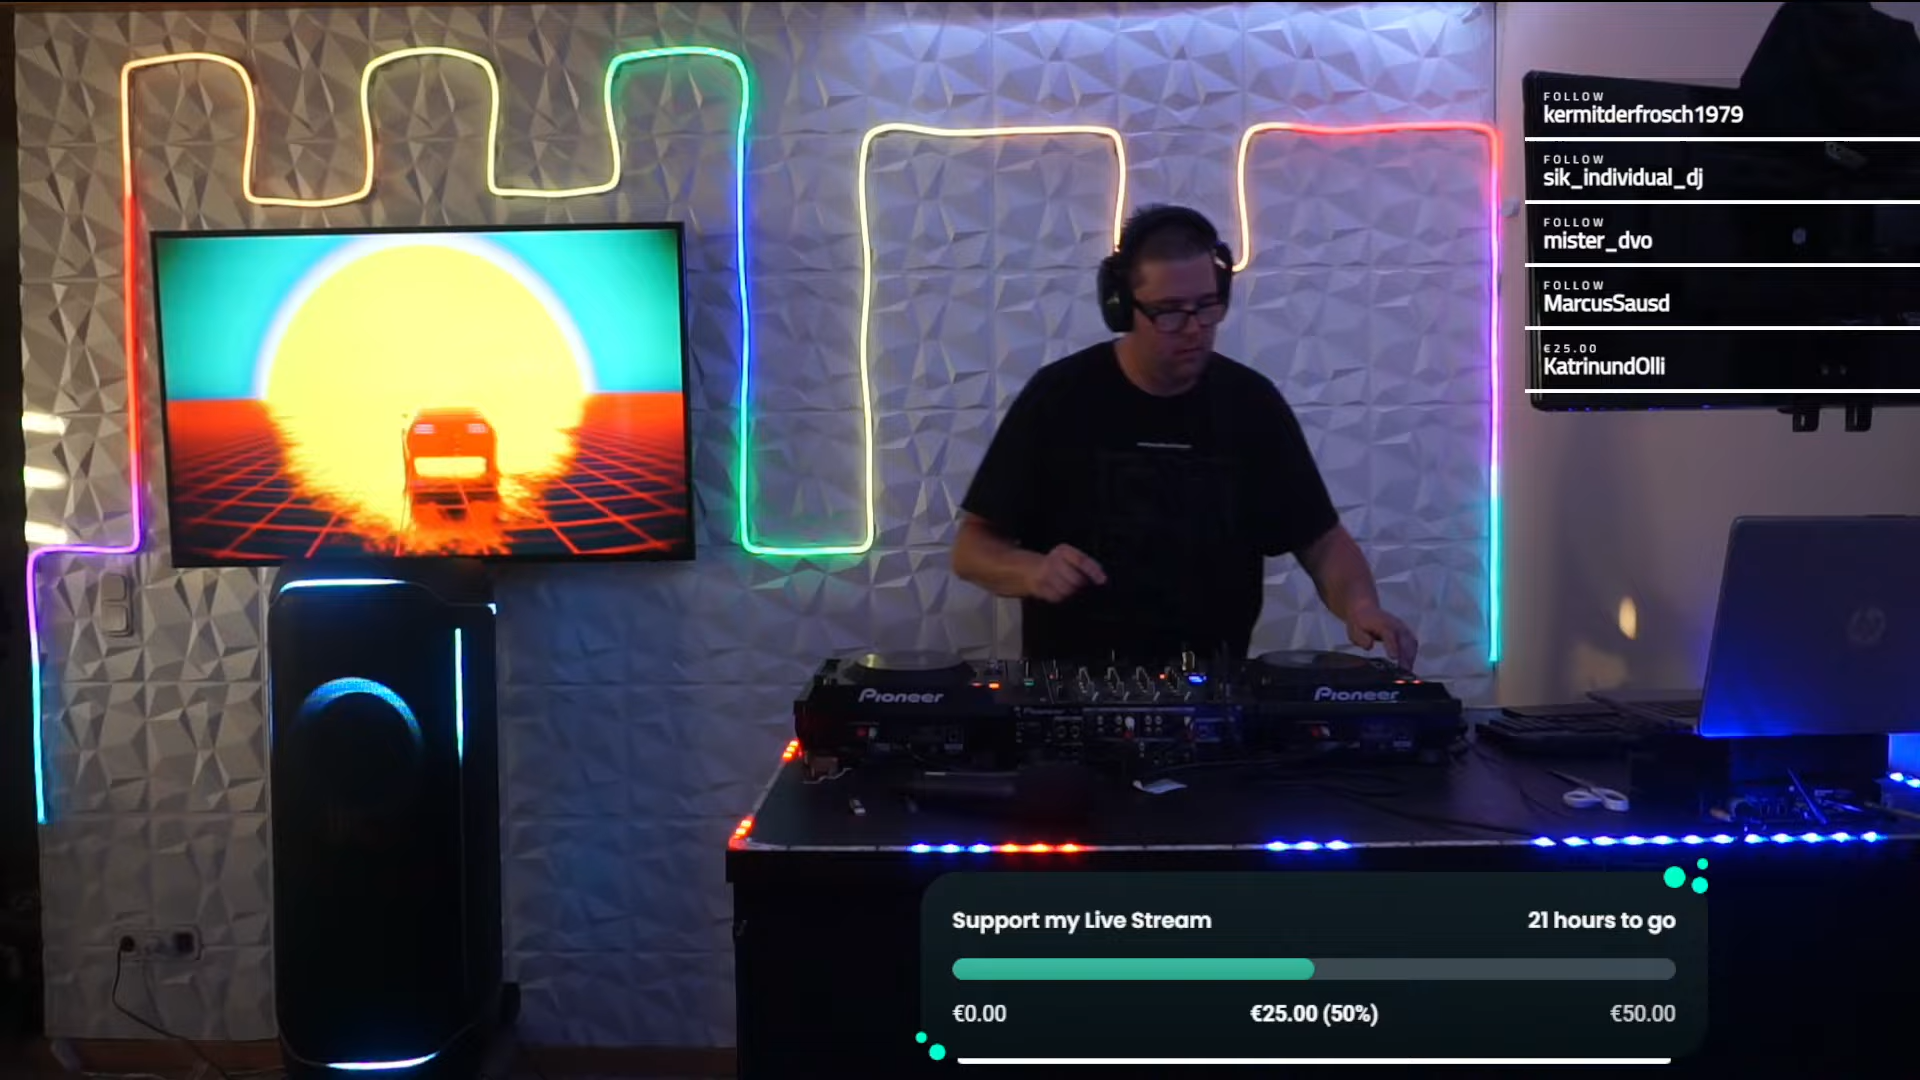 FOLLOW
kermitderfrosch1979
FOLLOW
sik_individual_dj
FOLLOW
mister_dvo
FOLLOW
MarcusSausd
€25.00
KatrinundOlli
Pioneer
Pioneer
hp
Support my Live Stream
21 hours to go
€0.00
€25.00 (50%)
€50.00